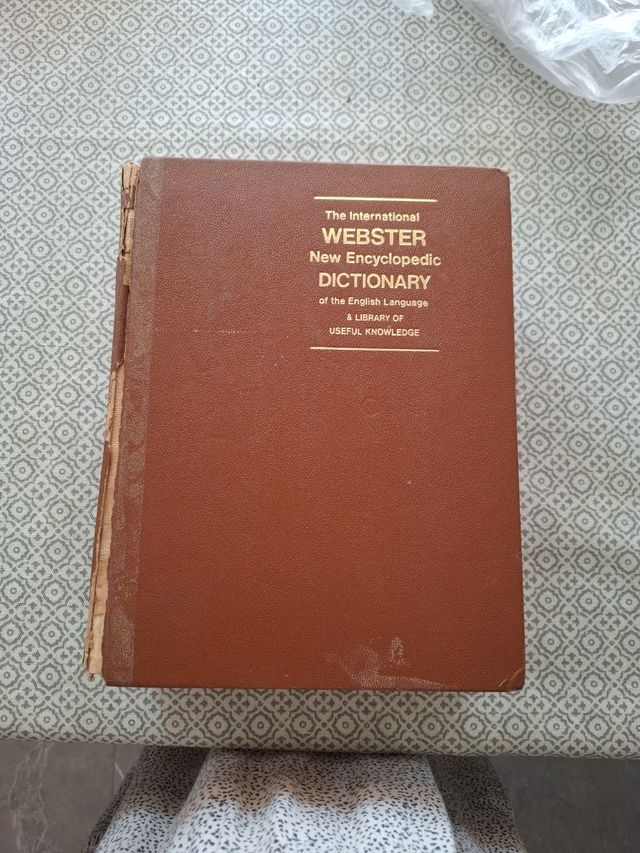 The International
WEBSTER
New Encyclopedic
DICTIONARY
of the English Language
& LIBRARY OF
USEFUL KNOWLEDGE